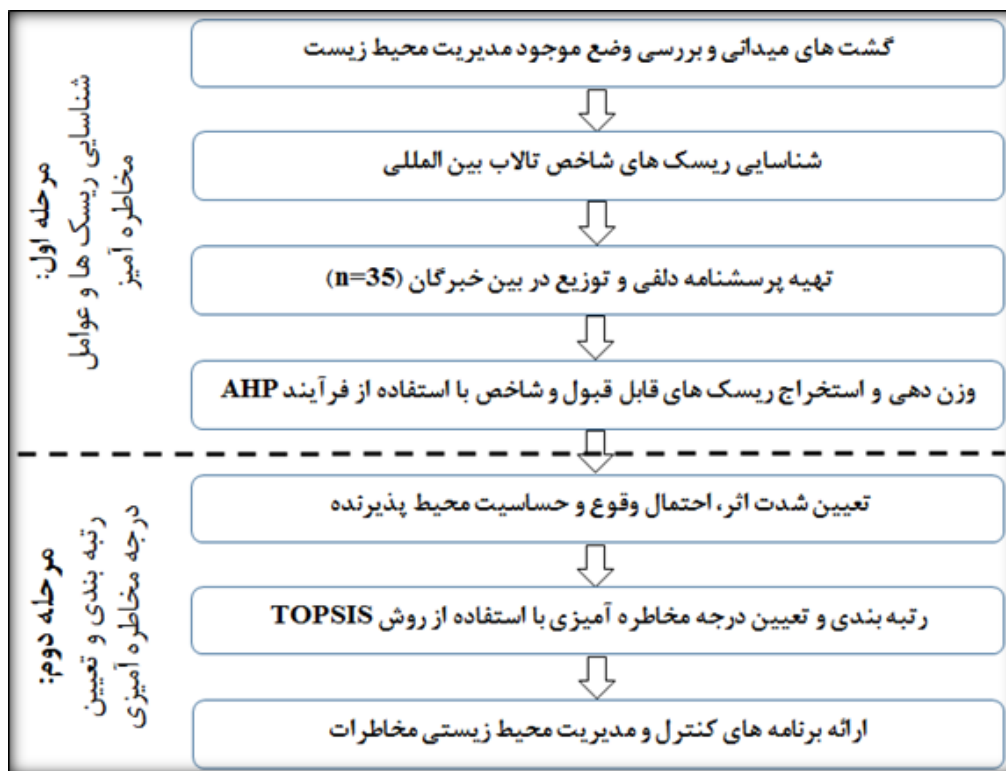 گشت های میدانی و بررسی وضع موجود مدیریت محیط زیست
شناسایی ریسک های شاخص تالاب بین المللی
تهیه پرسشنامه دلفی و توزیع در بین خبرگان (n=35)
وزن دهی و استخراج ریسک های قابل قبول و شاخص با استفاده از فرآیند AHP
مرحله اول:
شناسایی ریسک ها و عوامل
مخاطره آمیز
تعیین شدت اثر، احتمال وقوع و حساسیت محیط پذیرنده
رتبه بندی و تعیین درجه مخاطره آمیزی با استفاده از روش TOPSIS
ارائه برنامه های کنترل و مدیریت محیط زیستی مخاطرات
مرحله دوم:
رتبه بندی و تعیین
درجه مخاطره آمیزی